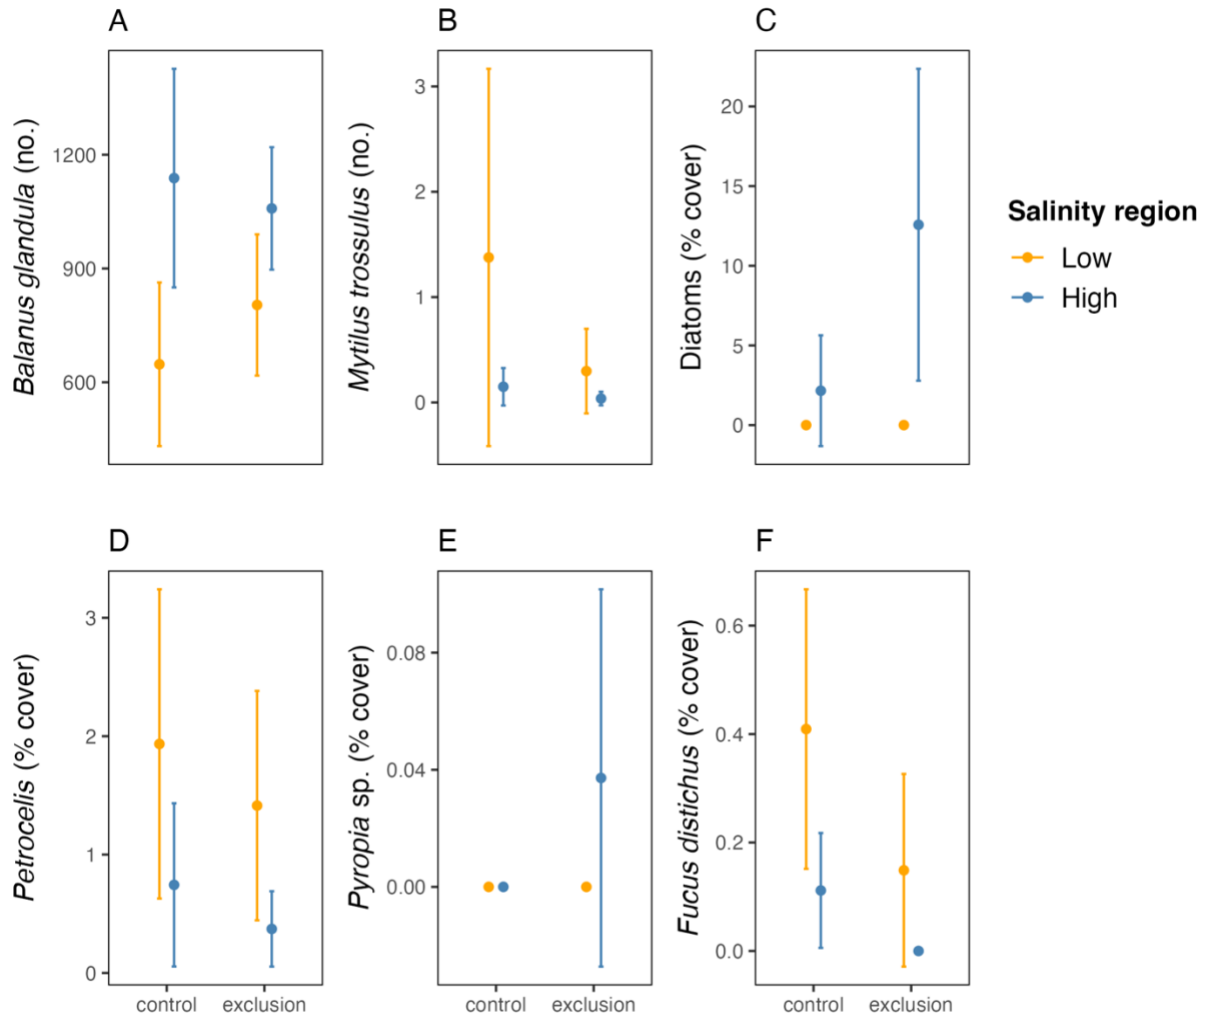 A
B
C
Balanus glandula (no.)
1200
900
600
Mytilus trossulus (no.)
3
2
1
0
Diatoms (% cover)
20
15
10
5
0
Salinity region
Low
High
D
E
F
Petrocelis (% cover)
3
2
1
0
control
exclusion
Pyropia sp. (% cover)
0.08
0.04
0.00
control
exclusion
Fucus distichus (% cover)
0.6
0.4
0.2
0.0
control
exclusion